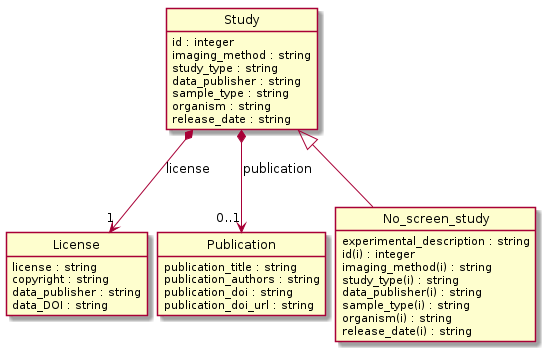 Study
id : integer
imaging_method : string
study_type : string
data_publisher : string
sample_type : string
organism : string
release_date : string
license
publication
1
0..1
License
license : string
copyright : string
data_publisher : string
data_DOI : string
Publication
publication_title : string
publication_authors : string
publication_doi : string
publication_doi_url : string
No_screen_study
experimental_description : string
id(i) : integer
imaging_method(i) : string
study_type(i) : string
data_publisher(i) : string
sample_type(i) : string
organism(i) : string
release_date(i) : string